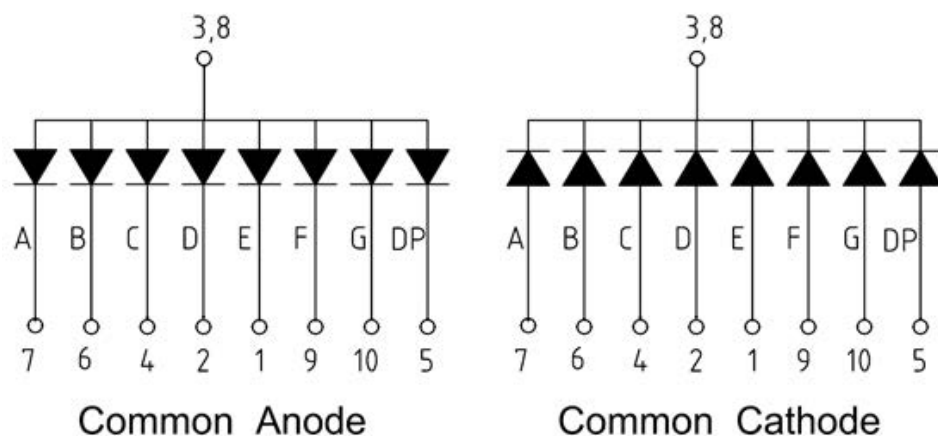 3,8 3,8
A B C D E F G DP A B C D E F G DP
7 6 4 2 1 9 10 5 7 6 4 2 1 9 10 5
Common Anode Common Cathode